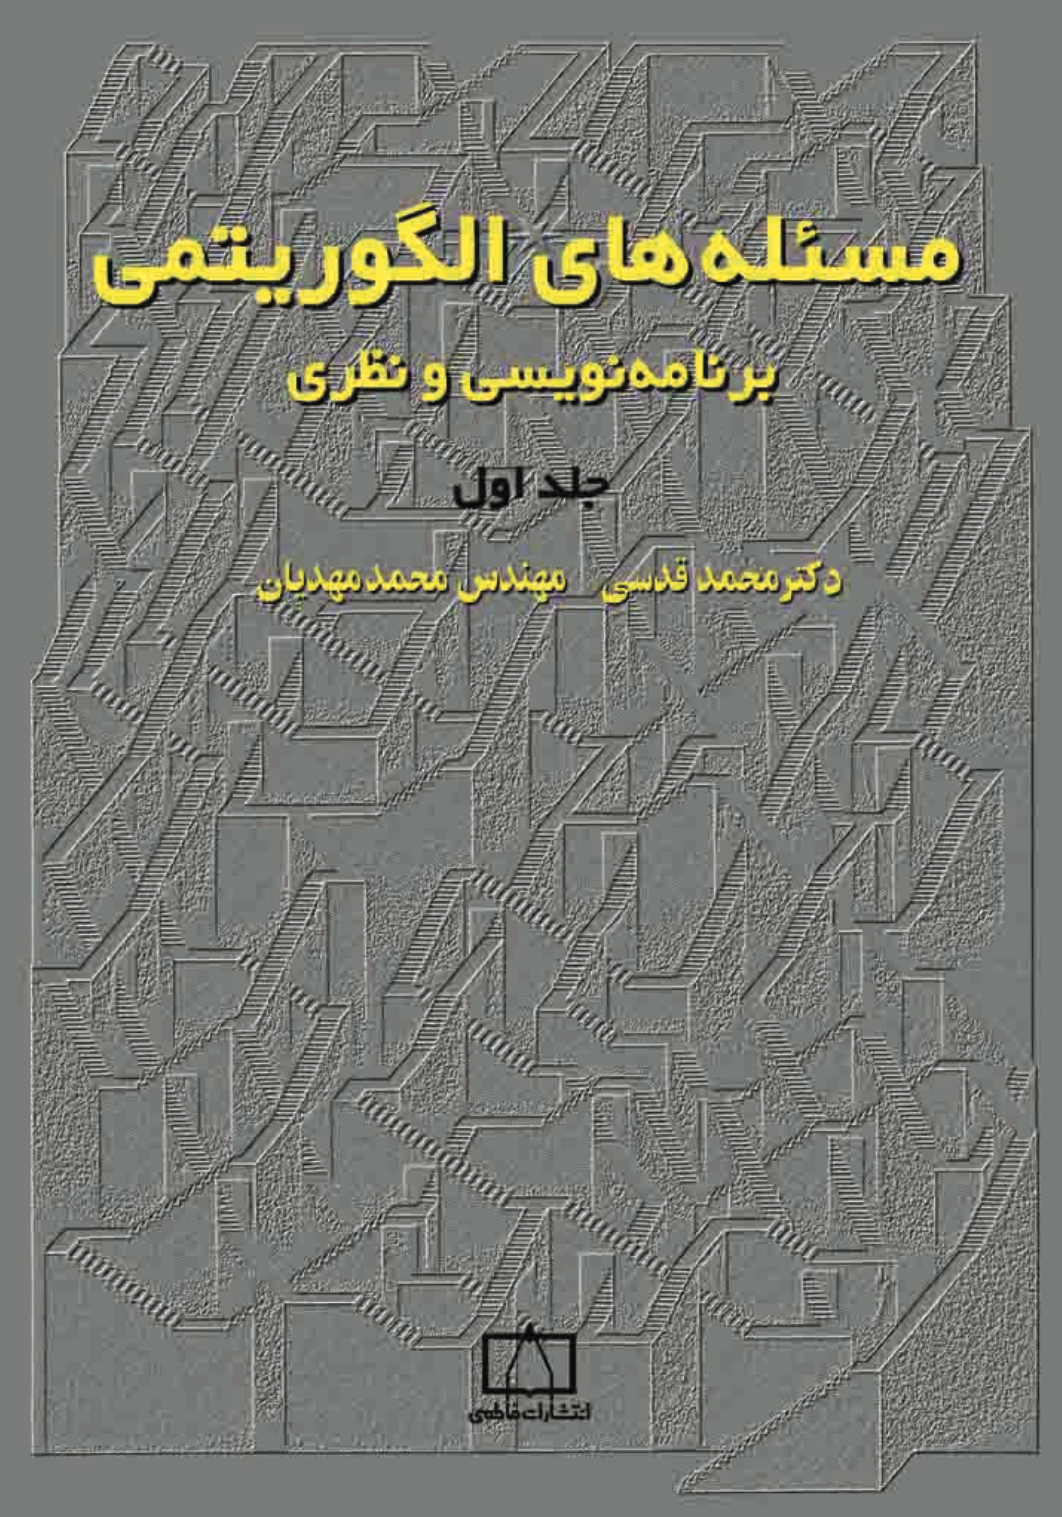 مسئله‌های الگوریتمی
برنامه‌نویسی و نظری
جلد اول
دکتر محمد قدسی مهندس محمد مهدیان
انتشارات فاطمی